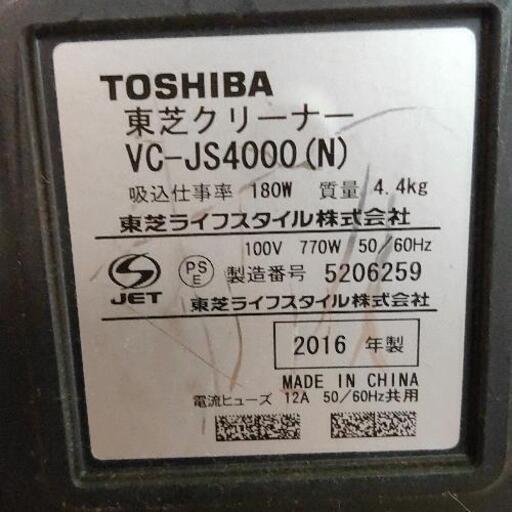 TOSHIBA
東芝クリーナー
VC-JS4000(N)
吸込仕事率 180W 質量 4.4kg
東芝ライフスタイル株式会社
100V 770W 50/60Hz
S JET PS E 製造番号 5206259
東芝ライフスタイル株式会社
2016 年製
MADE IN CHINA
電流ヒューズ 12A 50/60Hz共用